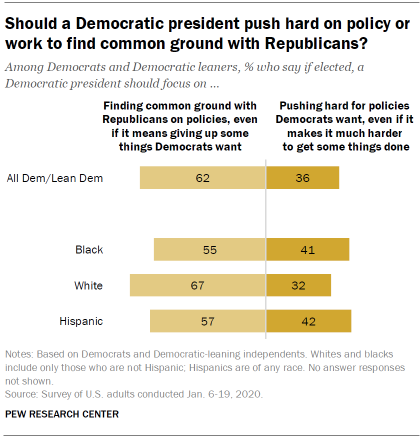 Should a Democratic president push hard on policy or
work to find common ground with Republicans?
Among Democrats and Democratic leaners, % who say if elected, a
Democratic president should focus on ...
Finding common ground with
Republicans on policies, even
if it means giving up some
things Democrats want
Pushing hard for policies
Democrats want, even if it
makes it much harder
to get some things done
All Dem/Lean Dem 62 36
Black 55 41
White 67 32
Hispanic 57 42
Notes: Based on Democrats and Democratic-leaning independents. Whites and blacks
include only those who are not Hispanic; Hispanics are of any race. No answer responses
not shown.
Source: Survey of U.S. adults conducted Jan. 6-19, 2020.
PEW RESEARCH CENTER